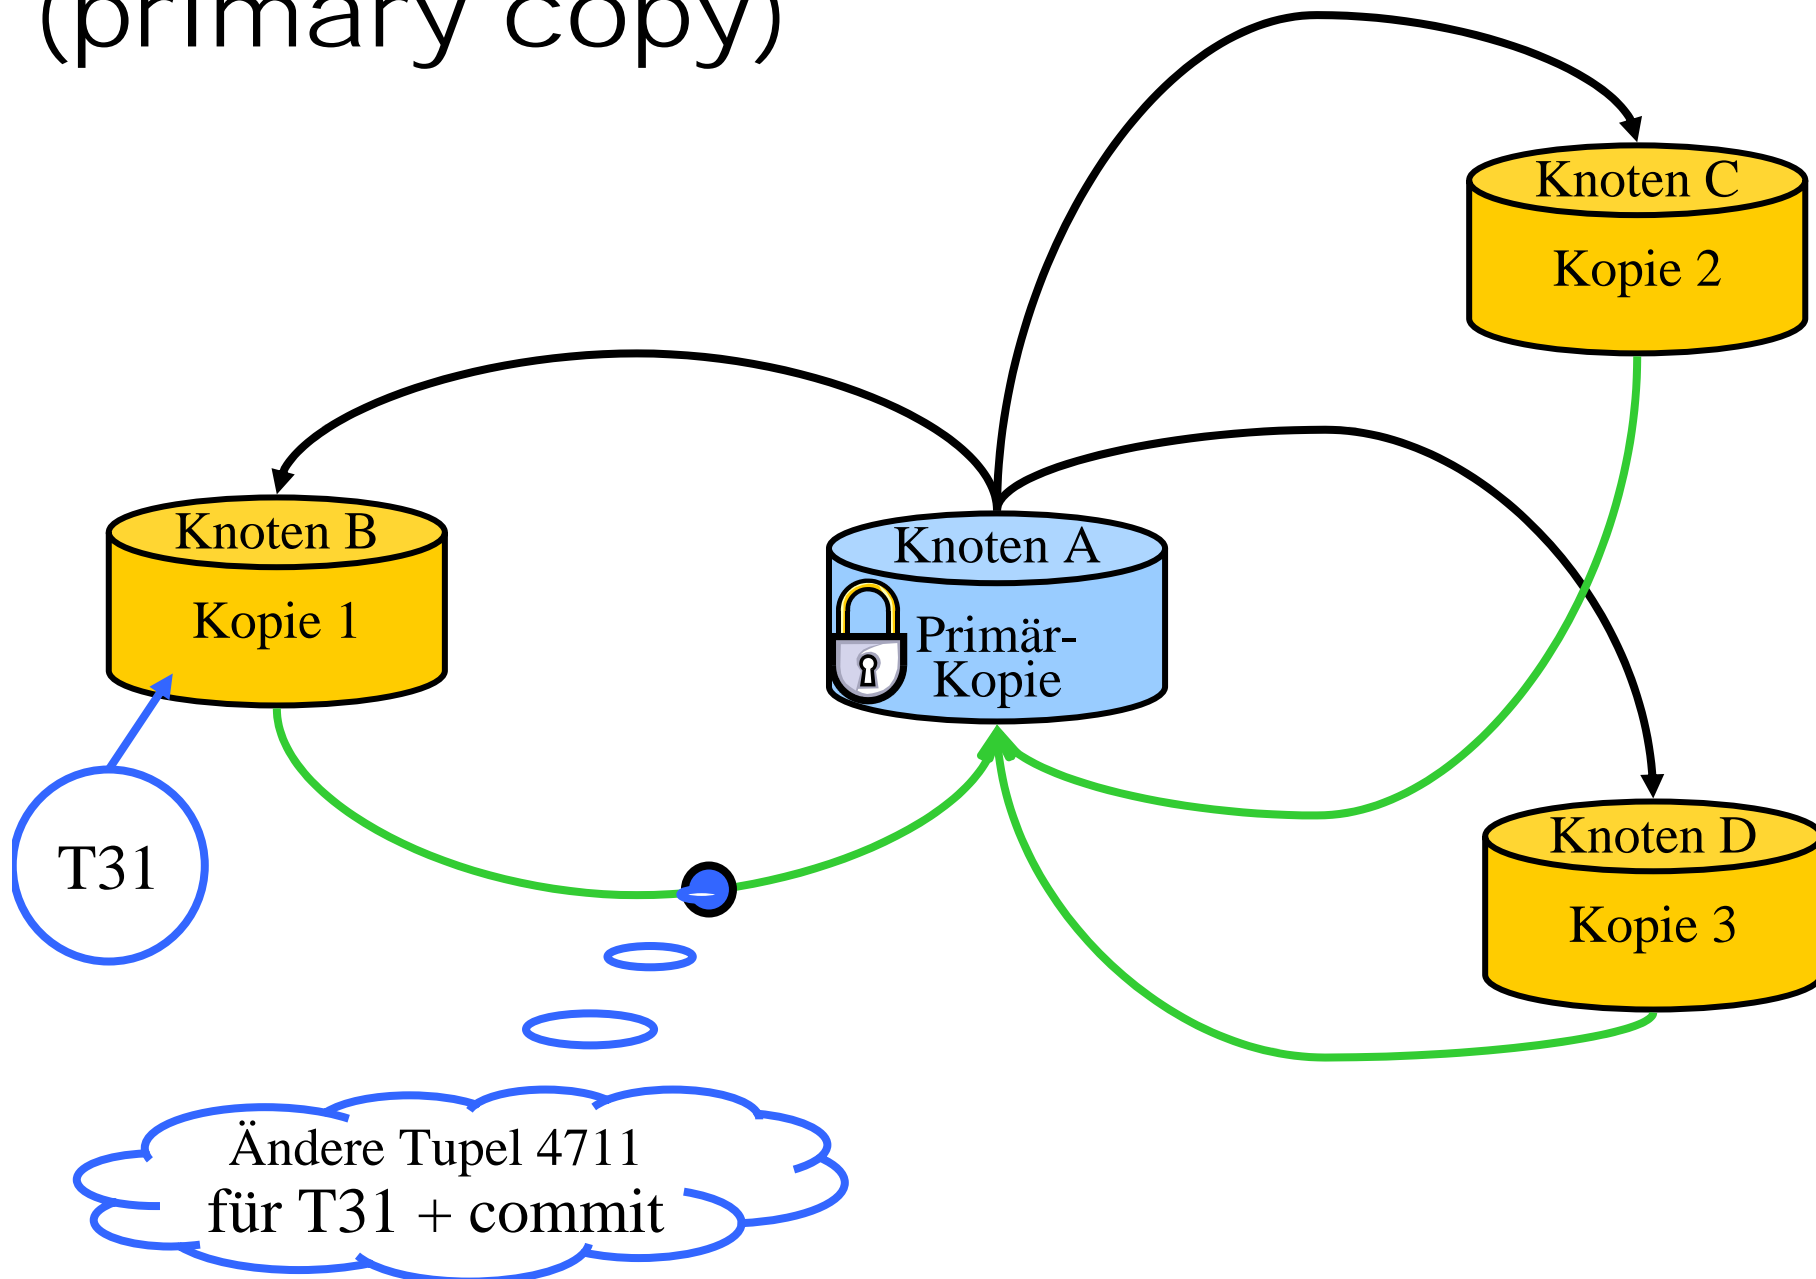 (primary copy)
Knoten C
Kopie 2
Knoten B
Kopie 1
Knoten A
Primär-
Kopie
T31
Knoten D
Kopie 3
Ändere Tupel 4711
für T31 + commit